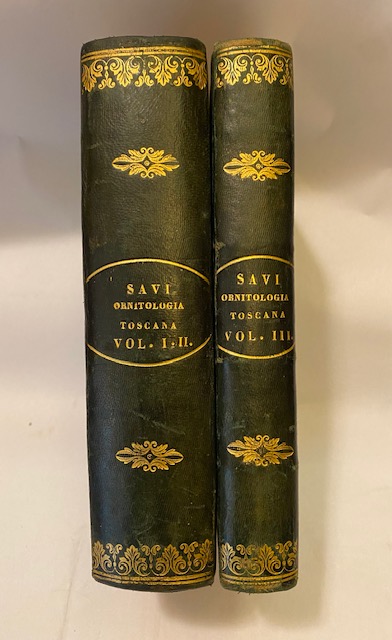 SAVI
ORNITOLOGIA
TOSCANA
VOL. I.II.
SAVI
ORNITOLOGIA
TOSCANA
VOL. III.